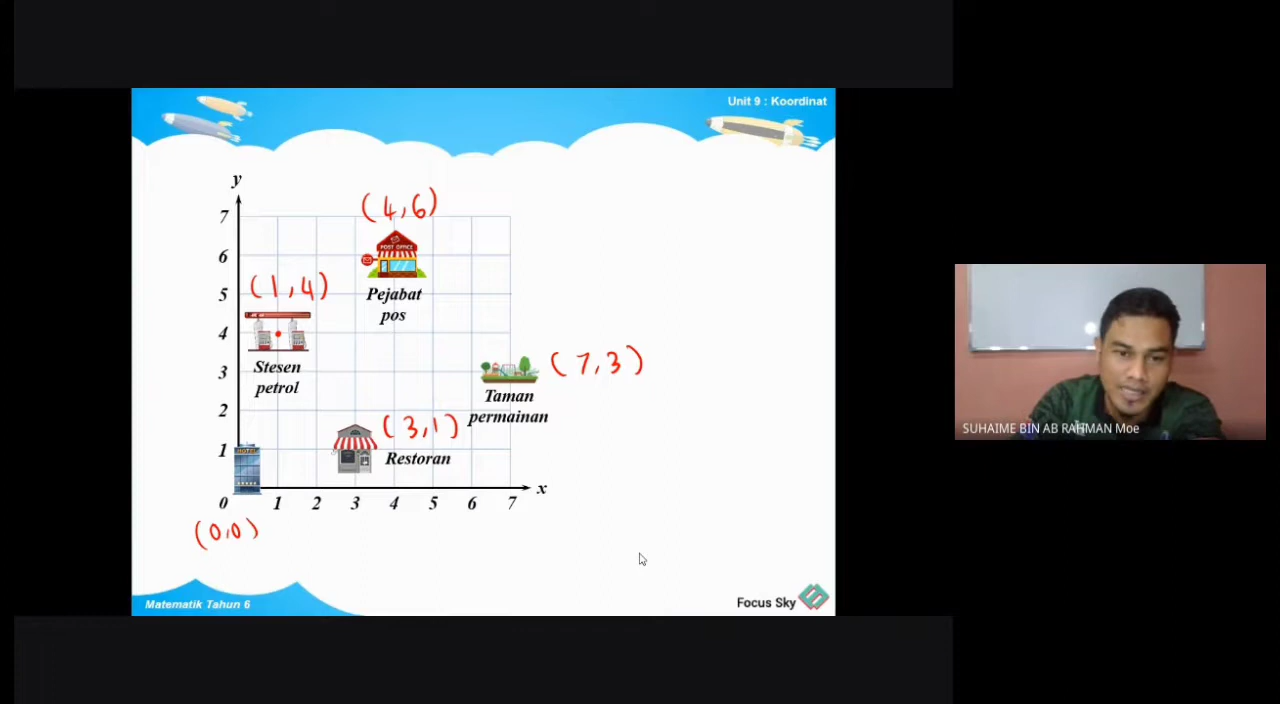 Unit 9 : Koordinat
y
(4,6)
7
POST OFFICE
6
(1,4)
5
Pejabat
pos
4
(7,3)
Stesen
petrol
3
Taman
permainan
2
(3,1)
1
HOTEL
Restoran
x
0 1 2 3 4 5 6 7
(0,0)
Matematik Tahun 6
Focus Sky
SUHAIME BIN AB RAHMAN Moe